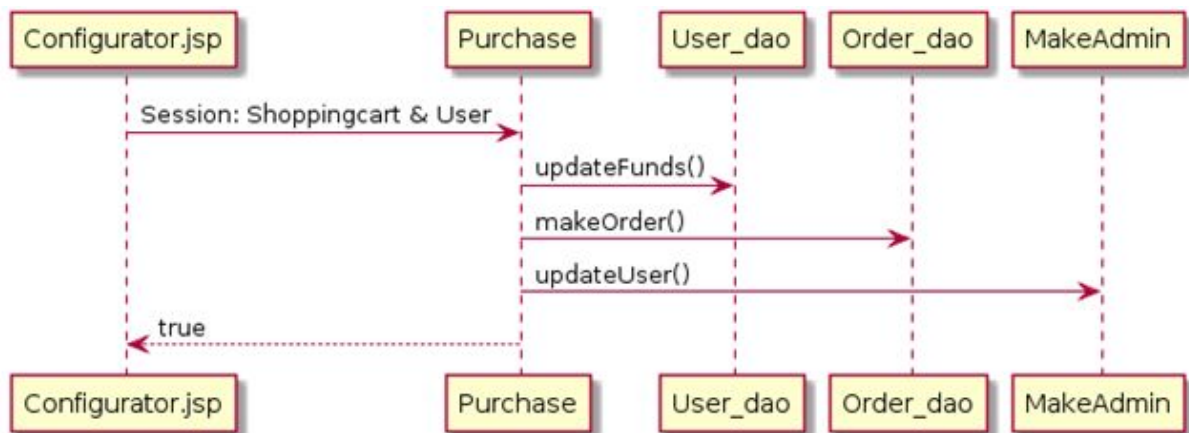 Configurator.jsp Purchase User_dao Order_dao MakeAdmin
Session: Shoppingcart & User
updateFunds()
makeOrder()
updateUser()
true
Configurator.jsp Purchase User_dao Order_dao MakeAdmin